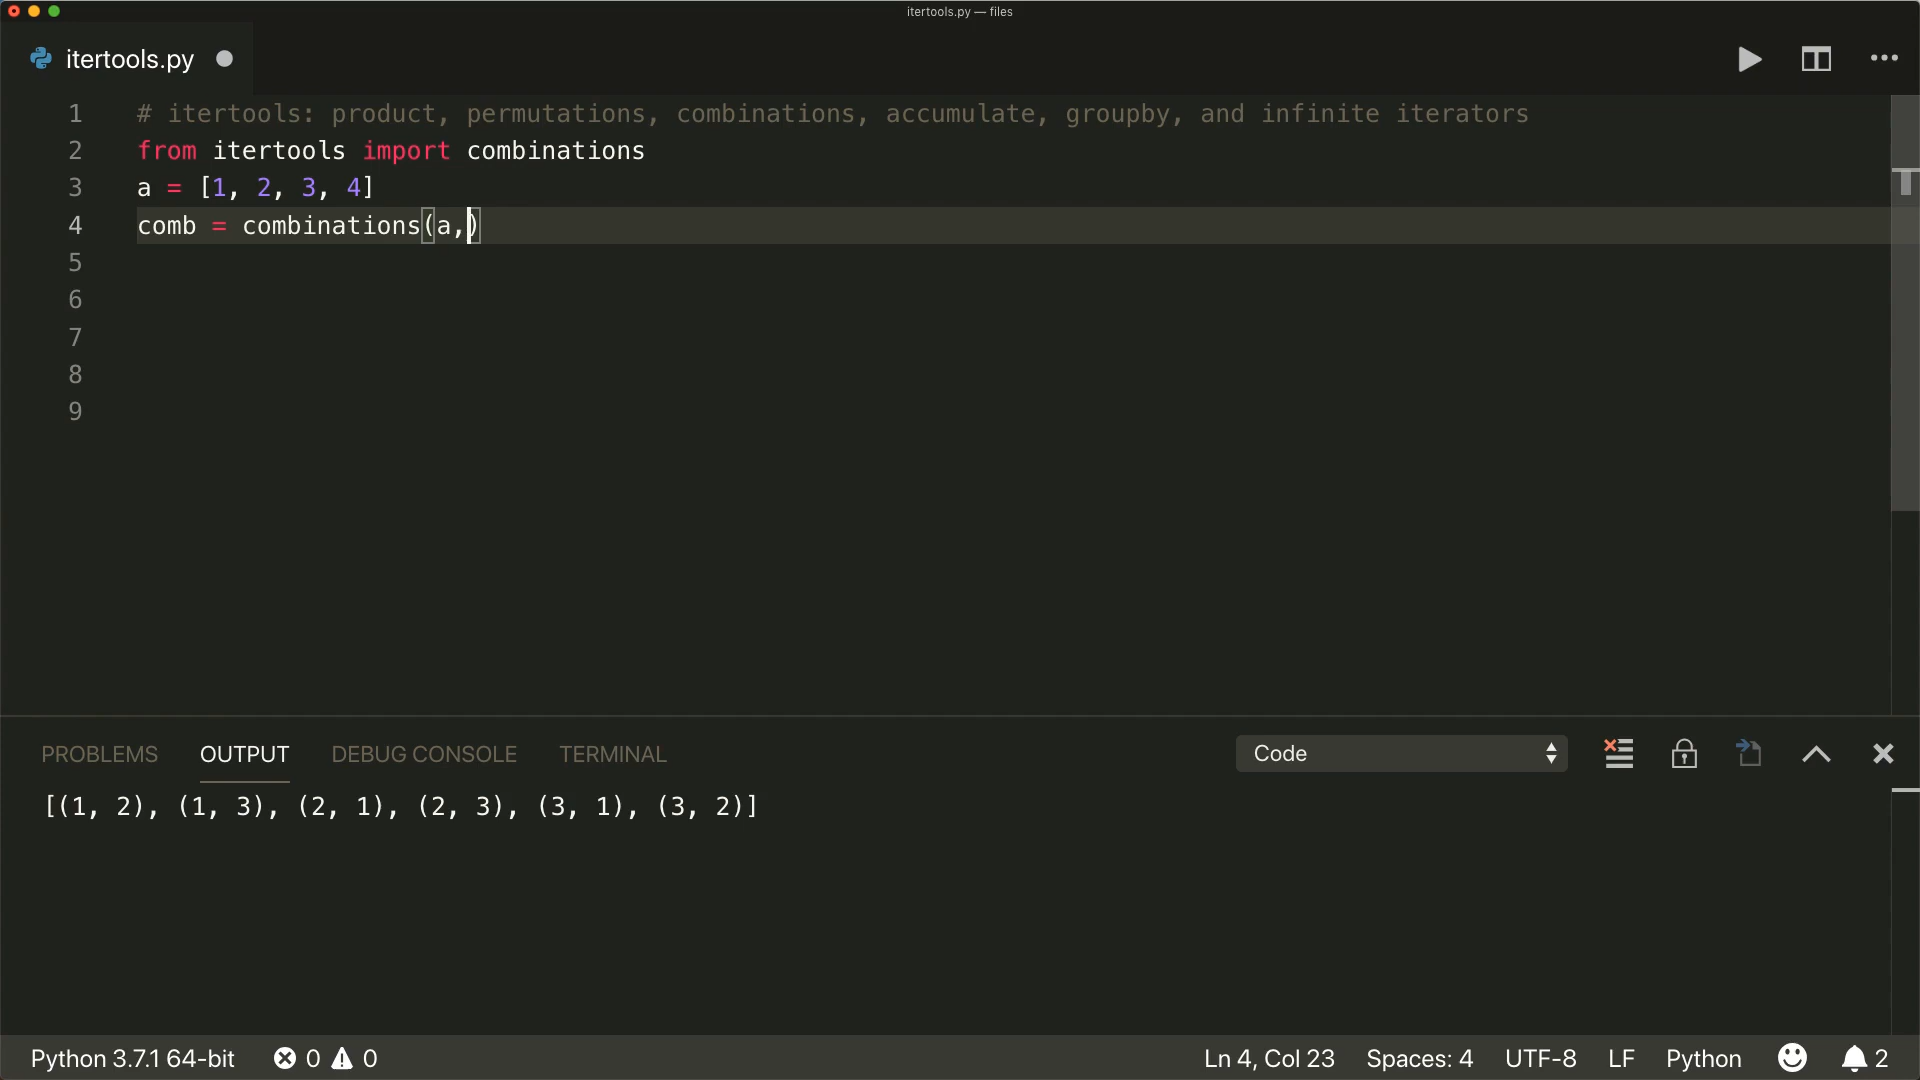 itertools.py — files
itertools.py
1 # itertools: product, permutations, combinations, accumulate, groupby, and infinite iterators
2 from itertools import combinations
3 a = [1, 2, 3, 4]
4 comb = combinations(a,)
5
6
7
8
9
PROBLEMS OUTPUT DEBUG CONSOLE TERMINAL Code
[(1, 2), (1, 3), (2, 1), (2, 3), (3, 1), (3, 2)]
Python 3.7.1 64-bit 0 0 Ln 4, Col 23 Spaces: 4 UTF-8 LF Python 2